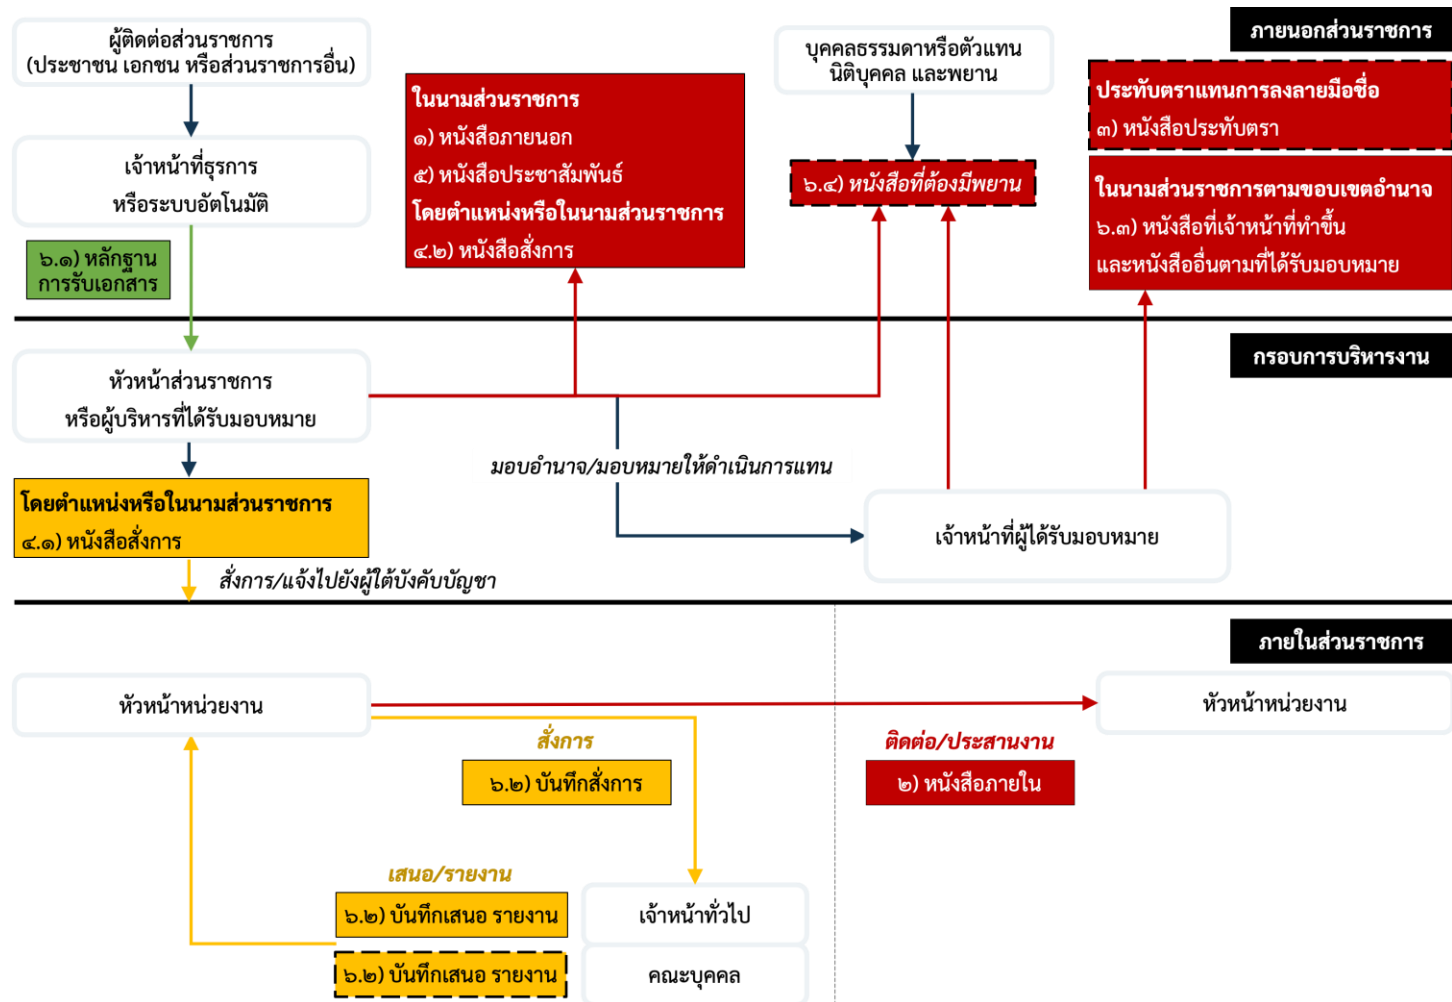 ผู้ติดต่อส่วนราชการ
(ประชาชน เอกชน หรือส่วนราชการอื่น)
เจ้าหน้าที่ธุรการ
หรือระบบอัตโนมัติ
๖.๑) หลักฐาน
การรับเอกสาร
ในนามส่วนราชการ
๑) หนังสือภายนอก
๕) หนังสือประชาสัมพันธ์
โดยตำแหน่งหรือในนามส่วนราชการ
๔.๒) หนังสือสั่งการ
บุคคลธรรมดาหรือตัวแทน
นิติบุคคล และพยาน
๖.๔) หนังสือที่ต้องมีพยาน
ภายนอกส่วนราชการ
ประทับตราแทนการลงลายมือชื่อ
๓) หนังสือประทับตรา
ในนามส่วนราชการตามขอบเขตอำนาจ
๖.๓) หนังสือที่เจ้าหน้าที่ทำขึ้น
และหนังสืออื่นตามที่ได้รับมอบหมาย
กรอบการบริหารงาน
หัวหน้าส่วนราชการ
หรือผู้บริหารที่ได้รับมอบหมาย
มอบอำนาจ/มอบหมายให้ดำเนินการแทน
โดยตำแหน่งหรือในนามส่วนราชการ
๔.๑) หนังสือสั่งการ
เจ้าหน้าที่ผู้ได้รับมอบหมาย
สั่งการ/แจ้งไปยังผู้ใต้บังคับบัญชา
ภายในส่วนราชการ
หัวหน้าหน่วยงาน
หัวหน้าหน่วยงาน
สั่งการ
๖.๒) บันทึกสั่งการ
ติดต่อ/ประสานงาน
๒) หนังสือภายใน
เสนอ/รายงาน
๖.๒) บันทึกเสนอ รายงาน
เจ้าหน้าทั่วไป
๖.๒) บันทึกเสนอ รายงาน
คณะบุคคล